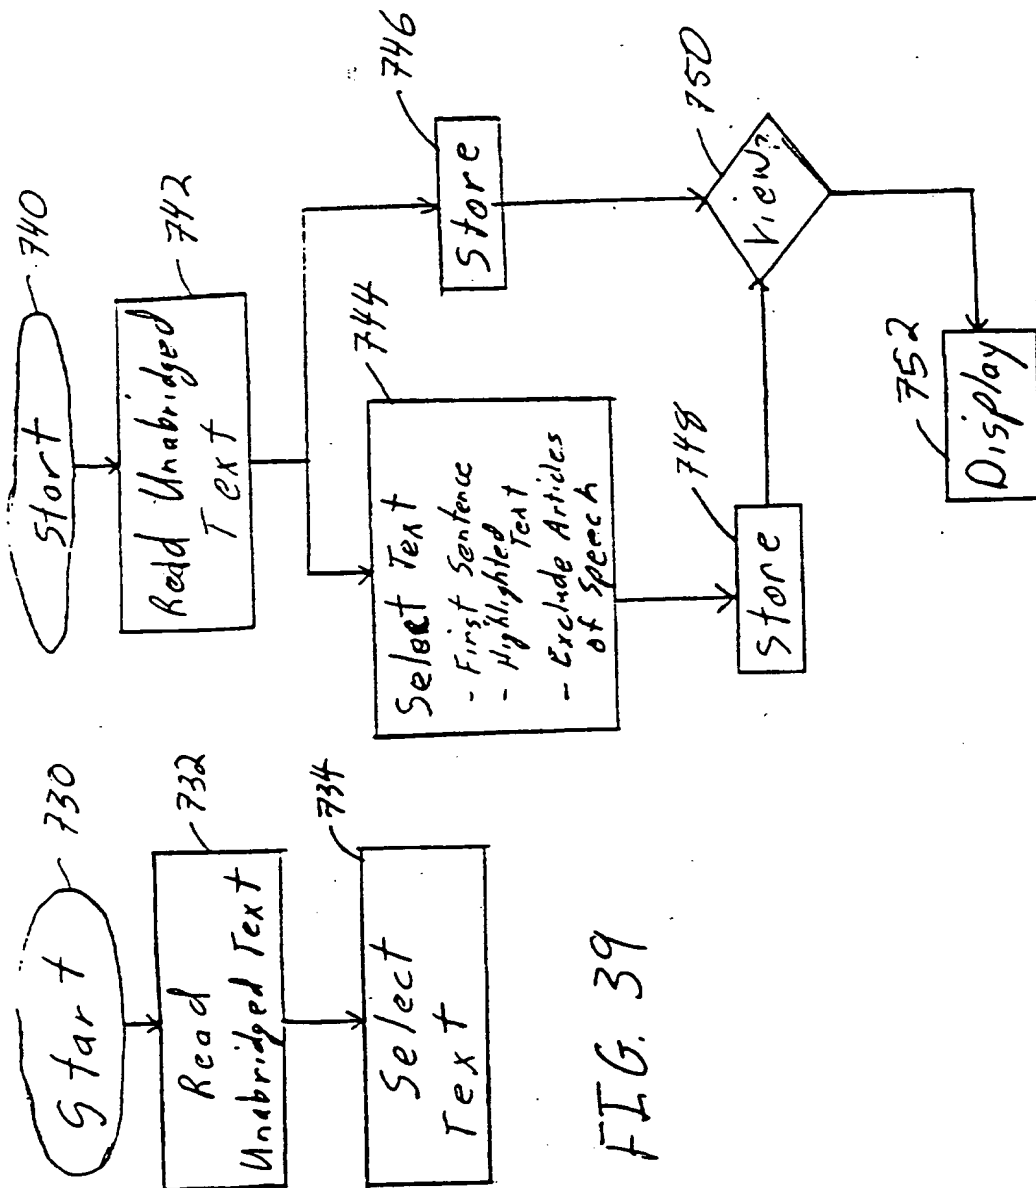 Start
730
Read
Unabridged Text
732
Select
Text
734
FIG. 39
Start
740
Read Unabridged
Text
742
Select Text
- First Sentence
- Highlighted
Text
- Exclude Articles
of Speech
744
Store
746
Store
748
View?
750
Display
752